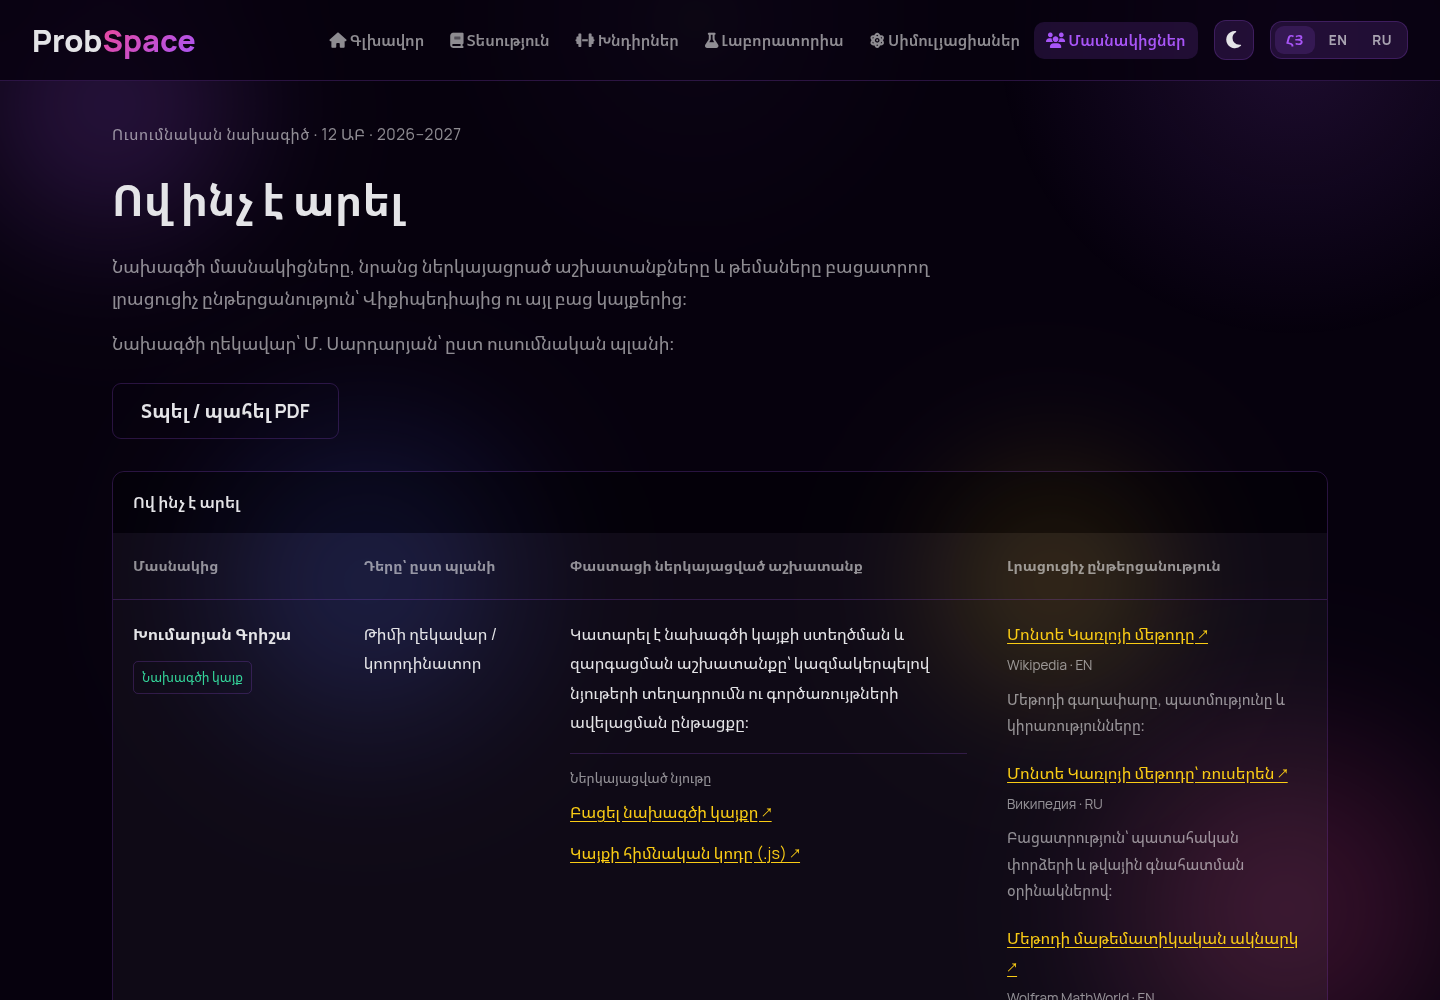 ProbSpace
Գլխավոր
Տեսություն
Խնդիրներ
Լաբորատորիա
Սիմուլյացիաներ
Մասնակիցներ
ՀՅ
EN
RU
Ուսումնական նախագիծ · 12 ԱԲ · 2026–2027
Ով ինչ է արել
Նախագծի մասնակիցները, նրանց ներկայացրած աշխատանքները և թեմաները բացատրող
լրացուցիչ ընթերցանություն՝ Վիքիպեդիայից ու այլ բաց կայքերից։
Նախագծի ղեկավար՝ Մ. Սարդարյան՝ ըստ ուսումնական պլանի։
Տպել / պահել PDF
Ով ինչ է արել
Մասնակից
Դերը՝ ըստ պլանի
Փաստացի ներկայացված աշխատանք
Լրացուցիչ ընթերցանություն
Խումարյան Գրիշա
Նախագծի կայք
Թիմի ղեկավար /
կոորդինատոր
Կատարել է նախագծի կայքի ստեղծման և
զարգացման աշխատանքը՝ կազմակերպելով
նյութերի տեղադրումն ու գործառույթների
ավելացման ընթացքը։
Ներկայացված նյութը
Բացել նախագծի կայքը ↗
Կայքի հիմնական կոդը (.js) ↗
Մոնտե Կառլոյի մեթոդը ↗
Wikipedia · EN
Մեթոդի գաղափարը, պատմությունը և
կիրառությունները։
Մոնտե Կառլոյի մեթոդը՝ ռուսերեն ↗
Википедия · RU
Բացատրություն՝ պատահական
փորձերի և թվային գնահատման
օրինակներով։
Մեթոդի մաթեմատիկական ակնարկ
↗
Wolfram MathWorld · EN